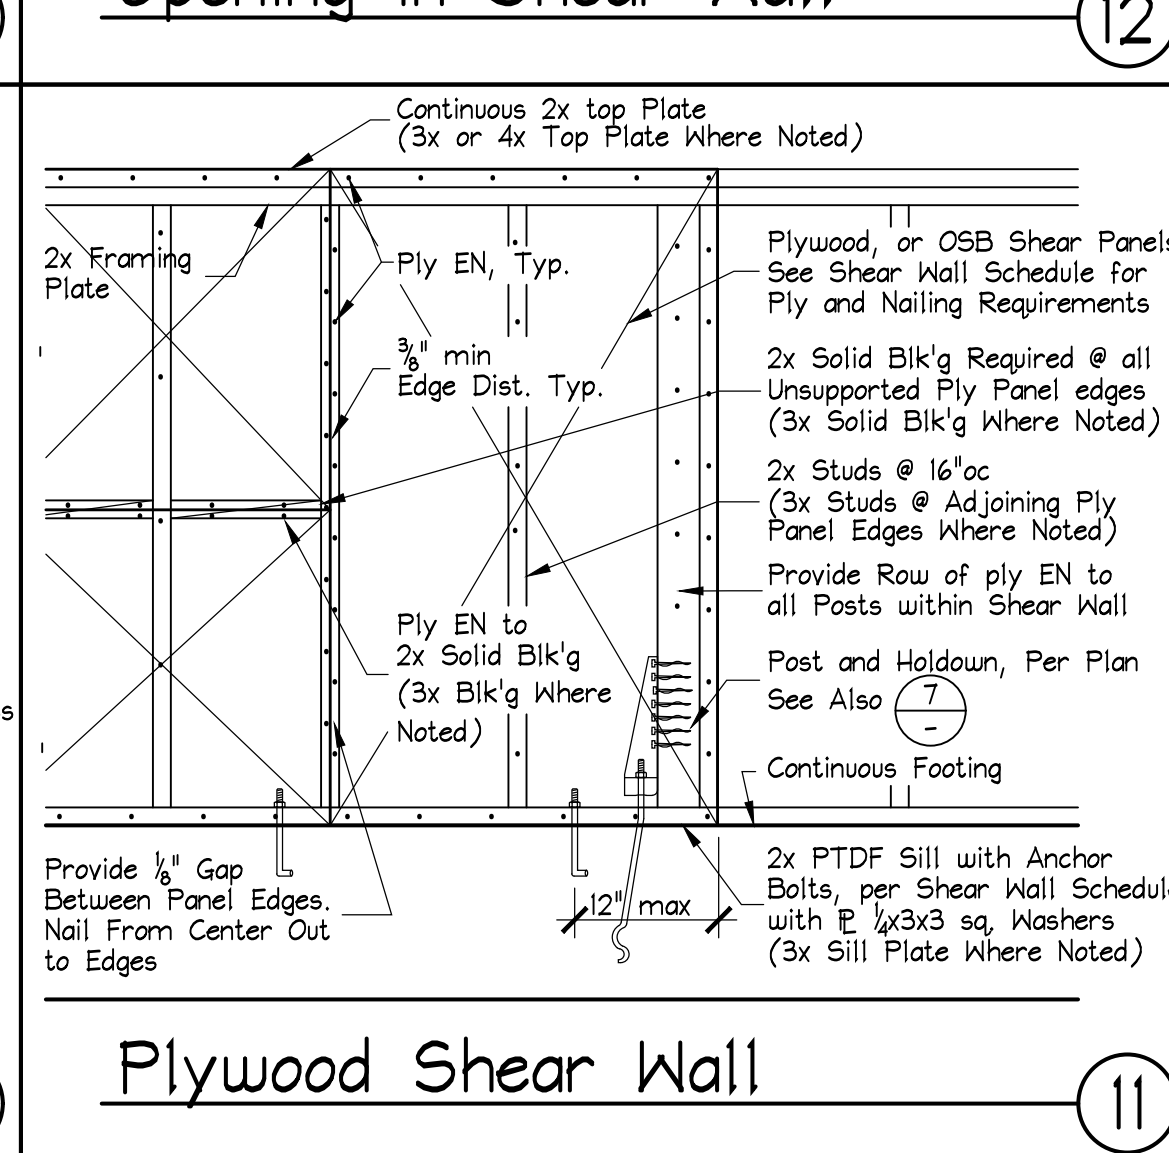 Opening in Shear Wall
12
Continuous 2x top Plate
(3x or 4x Top Plate Where Noted)
2x Framing
Plate
Ply EN, Typ.
3/8" min
Edge Dist. Typ.
Plywood, or OSB Shear Panels
See Shear Wall Schedule for
Ply and Nailing Requirements
2x Solid Blk'g Required @ all
Unsupported Ply Panel edges
(3x Solid Blk'g Where Noted)
2x Studs @ 16"oc
(3x Studs @ Adjoining Ply
Panel Edges Where Noted)
Provide Row of ply EN to
all Posts within Shear Wall
Ply EN to
2x Solid Blk'g
(3x Blk'g Where
Noted)
Post and Holdown, Per Plan
See Also 7
-
Continuous Footing
Provide 1/8" Gap
Between Panel Edges.
Nail From Center Out
to Edges
12" max
2x PTDF Sill with Anchor
Bolts, per Shear Wall Schedule
with PL 1/4x3x3 sq. Washers
(3x Sill Plate Where Noted)
Plywood Shear Wall
11